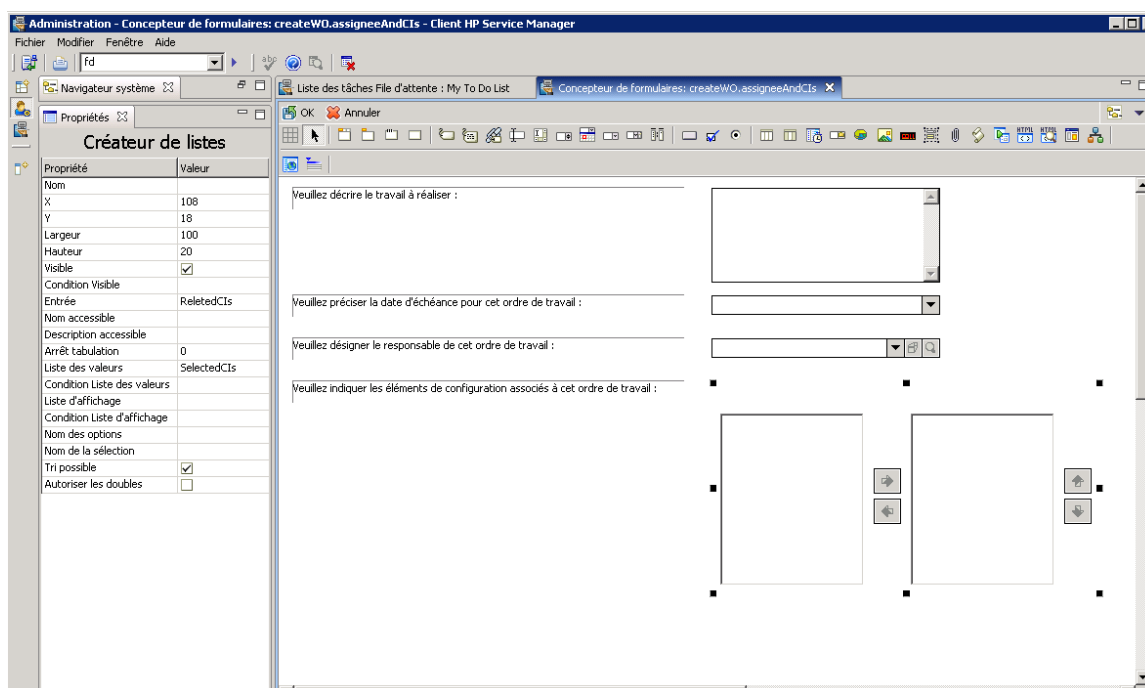 Administration - Concepteur de formulaires: createWO.assigneeAndCIs - Client HP Service Manager
Fichier Modifier Fenêtre Aide
fd
abc
Navigateur système
Liste des tâches File d'attente : My To Do List
Concepteur de formulaires: createWO.assigneeAndCIs
Propriétés
OK Annuler
Créateur de listes
HTML HTML
Propriété Valeur
Nom
X 108
Y 18
Largeur 100
Hauteur 20
Visible
Condition Visible
Entrée ReletedCIs
Nom accessible
Description accessible
Arrêt tabulation 0
Liste des valeurs SelectedCIs
Condition Liste des valeurs
Liste d'affichage
Condition Liste d'affichage
Nom des options
Nom de la sélection
Tri possible
Autoriser les doubles
Veuillez décrire le travail à réaliser :
Veuillez préciser la date d'échéance pour cet ordre de travail :
Veuillez désigner le responsable de cet ordre de travail :
Veuillez indiquer les éléments de configuration associés à cet ordre de travail :